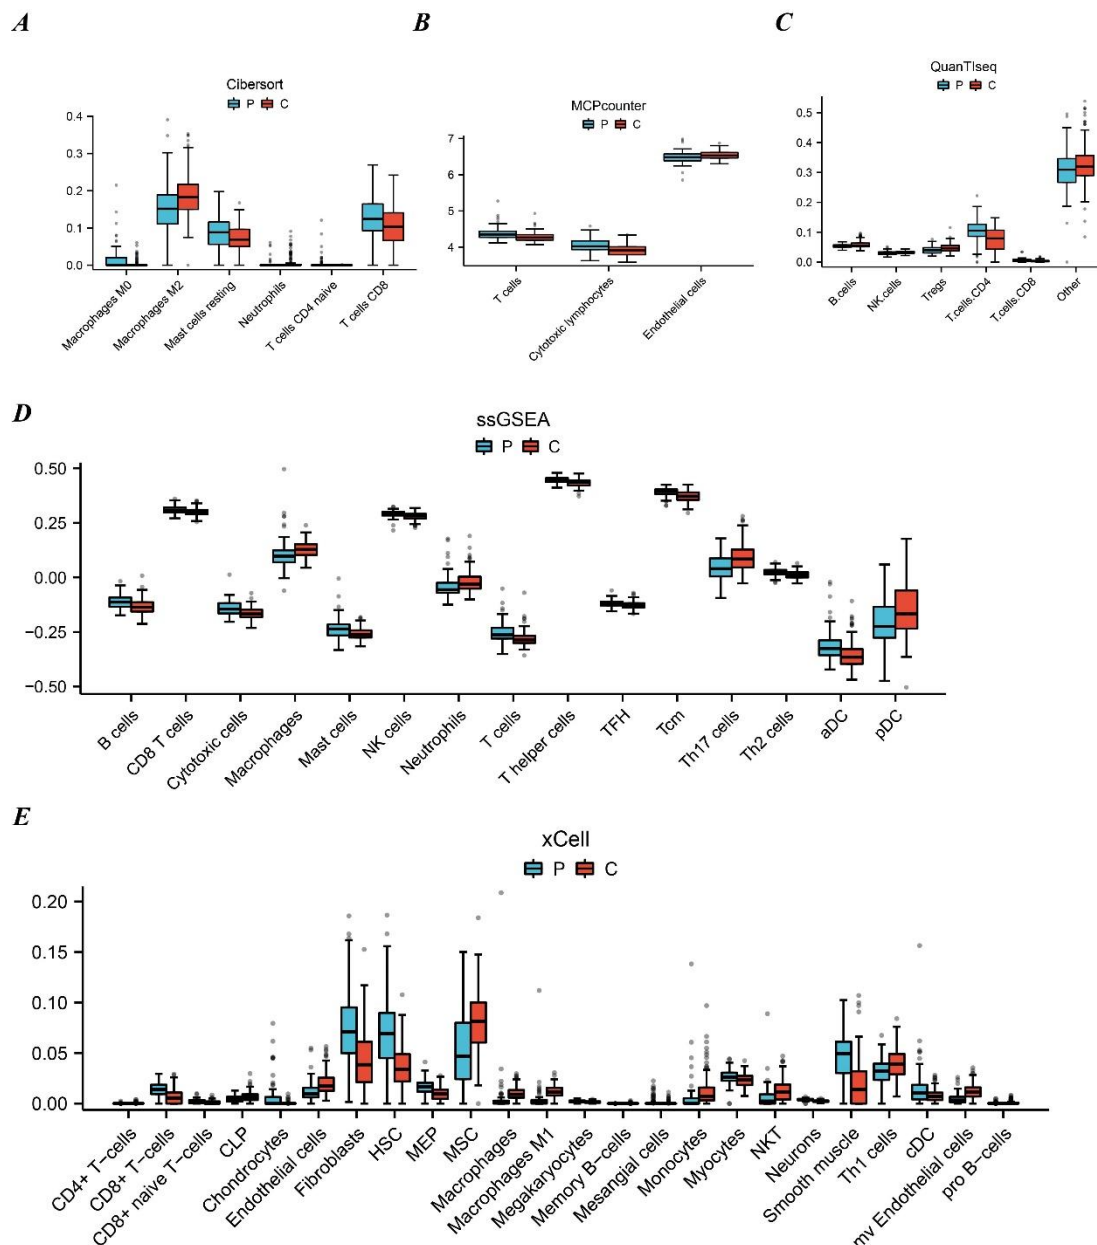 A
Cibersort
P C
0.4
0.3
0.2
0.1
0.0
Macrophages M0
Macrophages M2
Mast cells resting
Neutrophils
T cells CD4 naive
T cells CD8
B
MCPcounter
P C
7
6
5
4
T cells
Cytotoxic lymphocytes
Endothelial cells
C
QuanTIseq
P C
0.5
0.4
0.3
0.2
0.1
0.0
B.cells
NK.cells
Tregs
T.cells.CD4
T.cells.CD8
Other
D
ssGSEA
P C
0.50
0.25
0.00
−0.25
−0.50
B cells
CD8 T cells
Cytotoxic cells
Macrophages
Mast cells
NK cells
Neutrophils
T cells
T helper cells
TFH
Tcm
Th17 cells
Th2 cells
aDC
pDC
E
xCell
P C
0.20
0.15
0.10
0.05
0.00
CD4+ T−cells
CD8+ T−cells
CD8+ naive T−cells
CLP
Chondrocytes
Endothelial cells
Fibroblasts
HSC
MEP
MSC
Macrophages
Macrophages M1
Megakaryocytes
Memory B−cells
Mesangial cells
Monocytes
Myocytes
NKT
Neurons
Smooth muscle
Th1 cells
cDC
mv Endothelial cells
pro B−cells